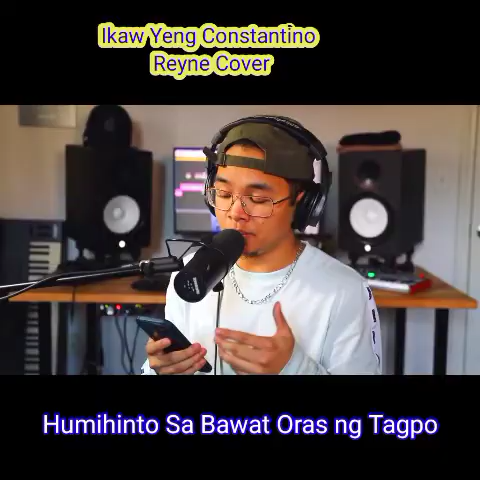 Ikaw Yeng Constantino
Reyne Cover
Humihinto Sa Bawat Oras ng Tagpo